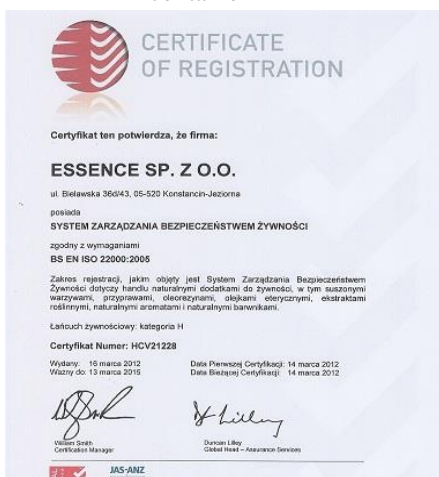 CERTIFICATE
OF REGISTRATION
Certyfikat ten potwierdza, że firma:
ESSENCE SP. Z O.O.
ul. Bielawska 36d/43, 05-520 Konstancin-Jeziorna
posiada
SYSTEM ZARZĄDZANIA BEZPIECZEŃSTWEM ŻYWNOŚCI
zgodny z wymaganiami
BS EN ISO 22000:2005
Zakres rejestracji, jakim objęty jest System Zarządzania Bezpieczeństwem
Żywności dotyczy handlu naturalnymi dodatkami do żywności, w tym suszonym
warzywami, przyprawami, oleorezynami, olejkami eterycznymi, ekstraktami
roślinnymi, naturalnymi aromatami i naturalnymi barwnikami.
Łańcuch żywnościowy: kategoria H
Certyfikat Numer: HCV21228
Wydany: 16 marca 2012 Data Pierwszej Certyfikacji: 14 marca 2012
Ważny do: 13 marca 2015 Data Bieżącej Certyfikacji: 14 marca 2012
William Smith Duncan Lilley
Certification Manager Global Head – Assurance Services
JAS-ANZ